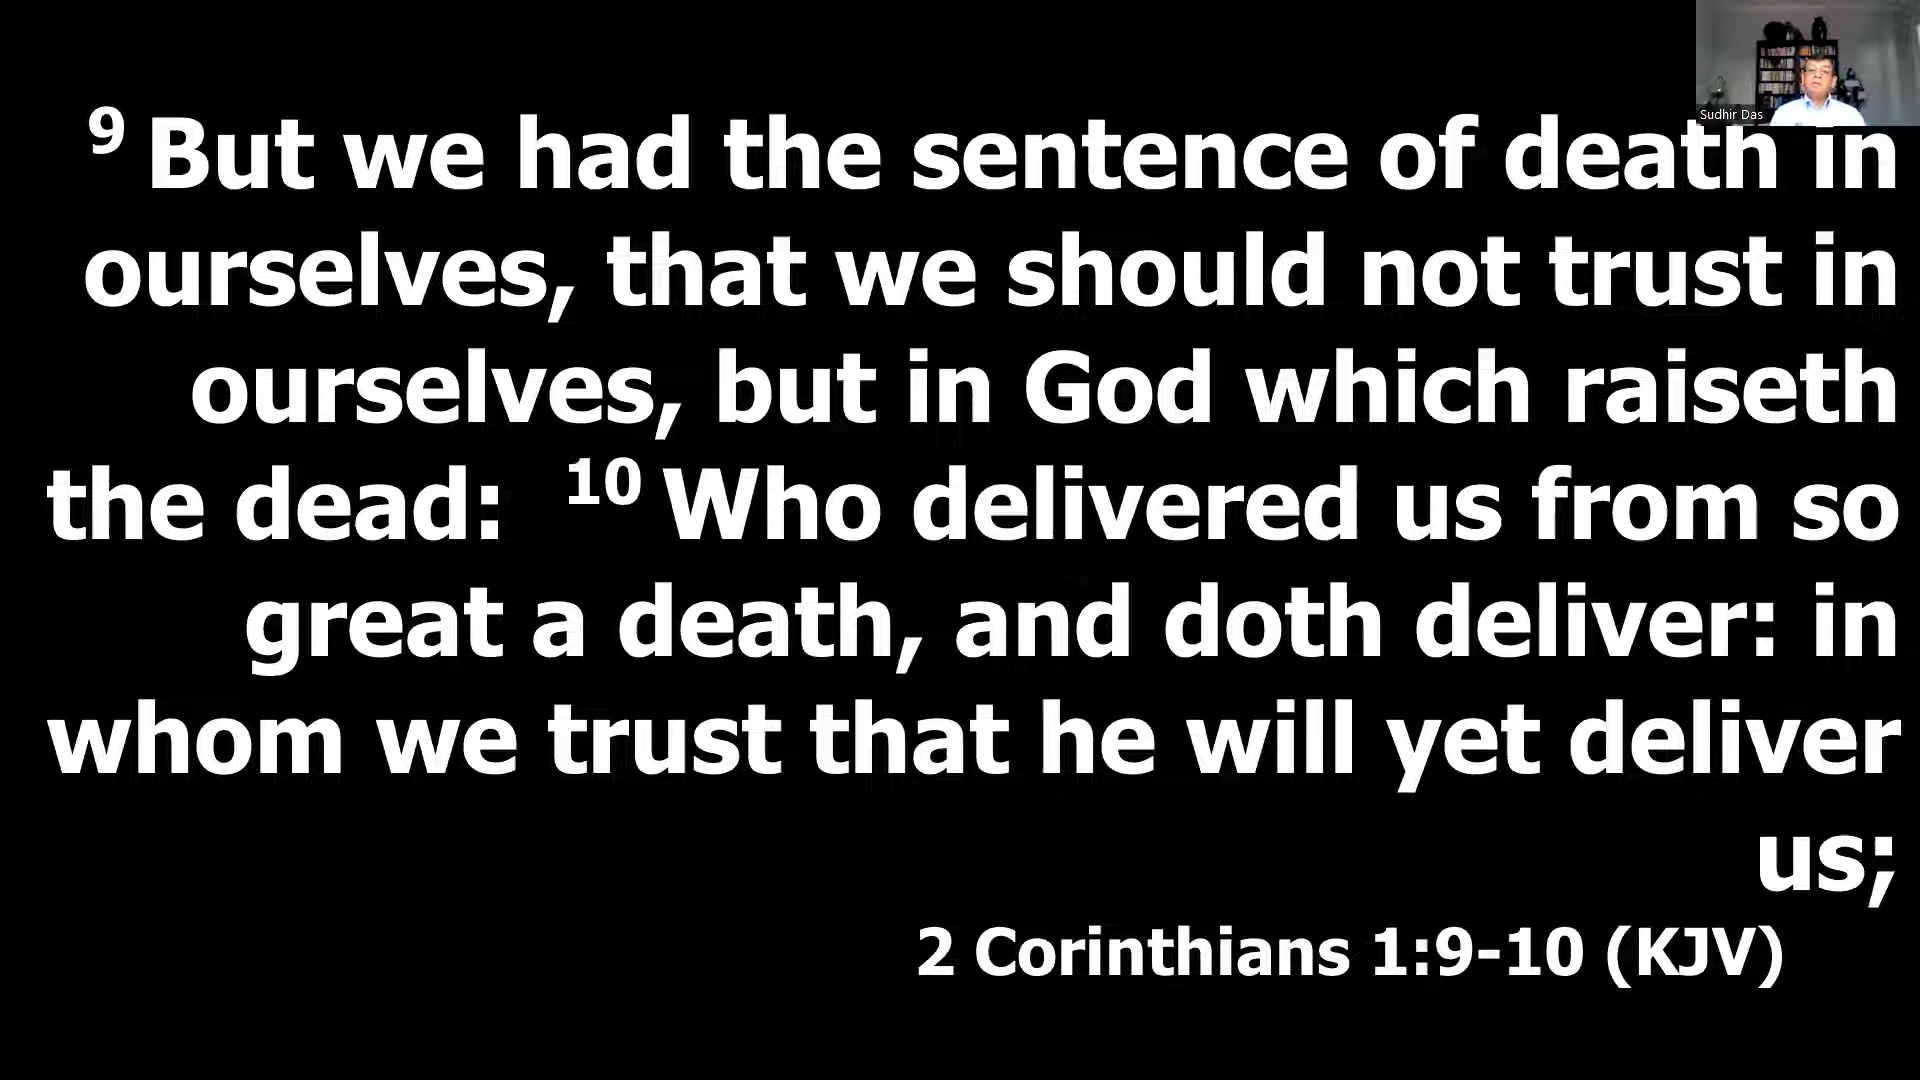 Sudhir Das
⁹ But we had the sentence of death in
ourselves, that we should not trust in
ourselves, but in God which raiseth
the dead: ¹⁰ Who delivered us from so
great a death, and doth deliver: in
whom we trust that he will yet deliver
us;
2 Corinthians 1:9-10 (KJV)